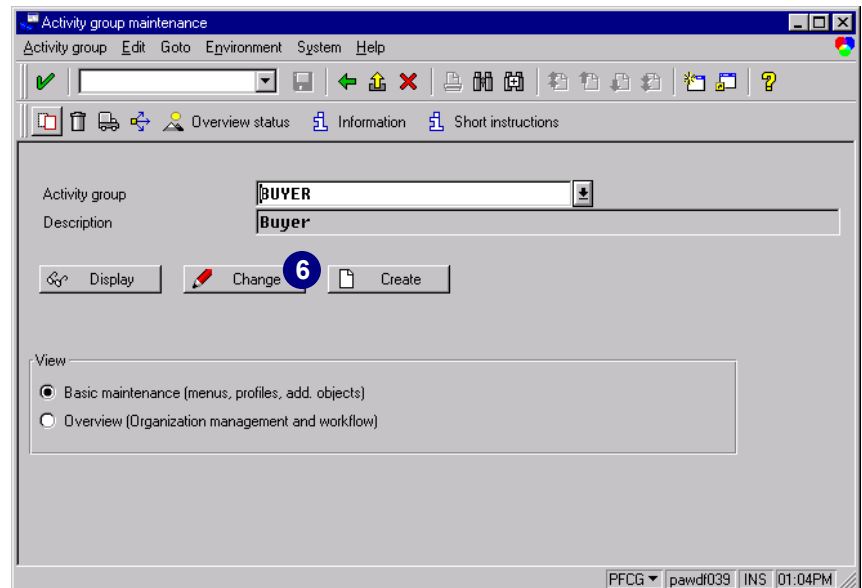 Activity group maintenance
Activity group Edit Goto Environment System Help
Overview status Information Short instructions
Activity group BUYER
Description Buyer
Display Change 6 Create
View
Basic maintenance (menus, profiles, add. objects)
Overview (Organization management and workflow)
PFCG pawdf039 INS 01:04PM